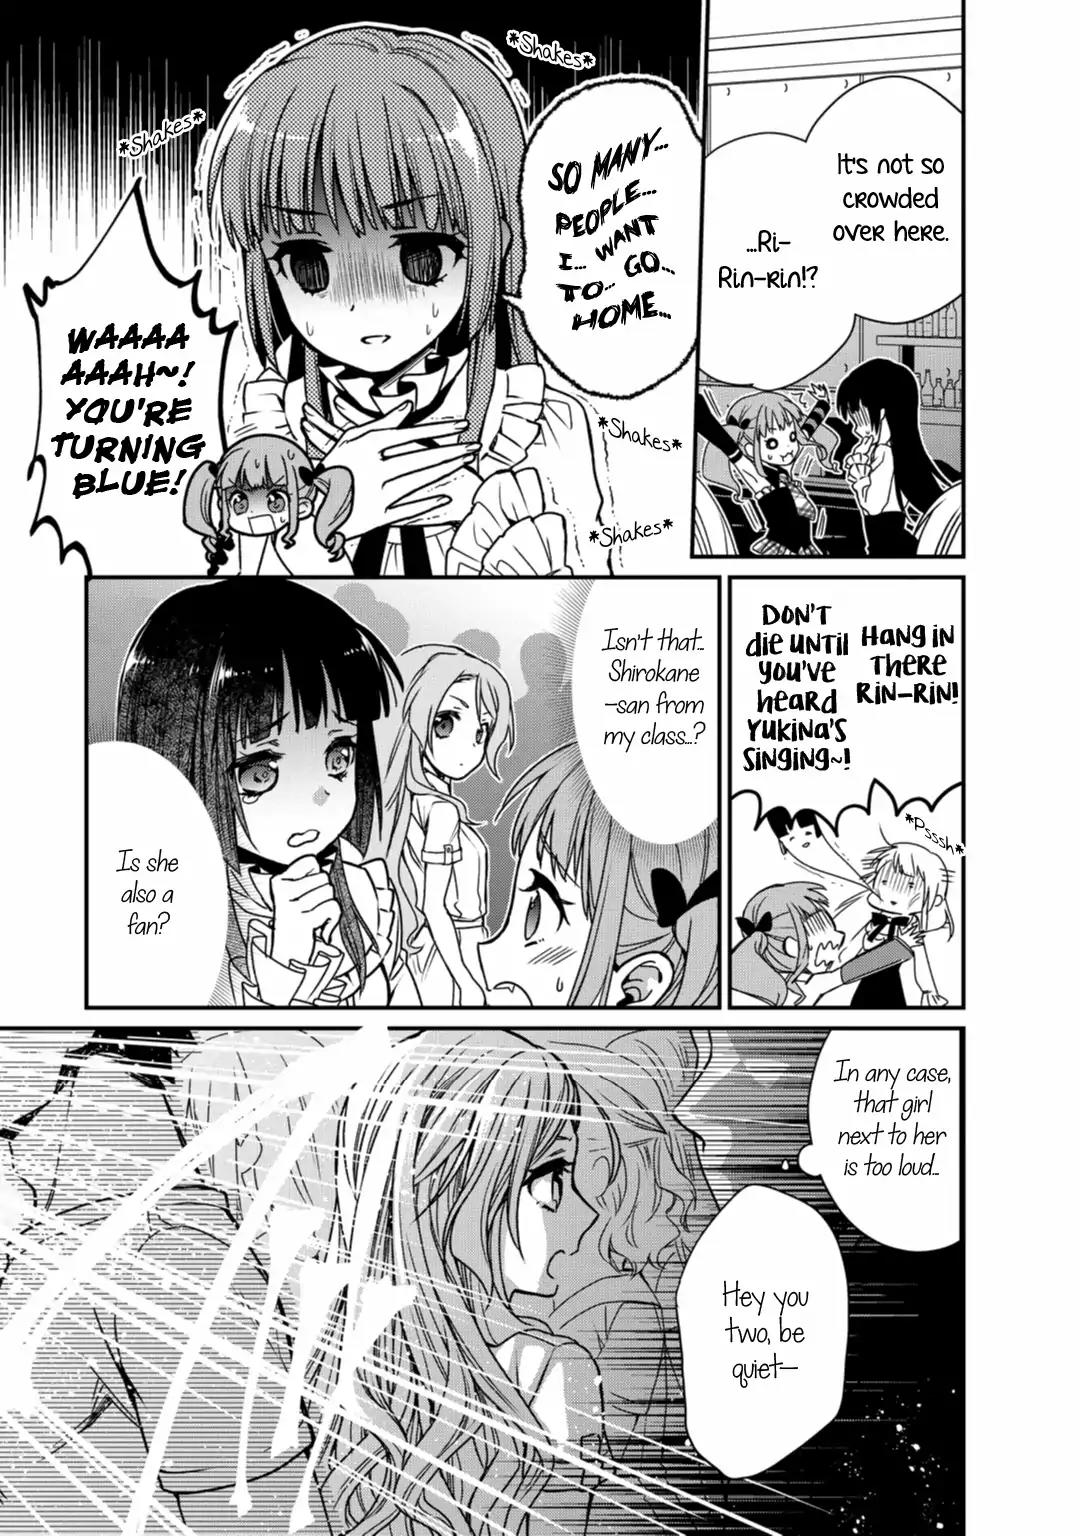 It's not so
crowded
over here.
...Ri-
Rin-rin!?
*Shakes*
SO MANY...
PEOPLE...
I... WANT
TO... GO...
HOME...
*Shakes*
*Shakes*
*Shakes*
WAAAA
AAAH~!
YOU'RE
TURNING
BLUE!
Hang in
there
Rin-Rin!
Don't
die until
you've
heard
Yukina's
singing~!
*Psssh*
Isn't that...
Shirokane
-san from
my class...?
Is she
also a
fan?
In any case,
that girl
next to her
is too loud...
Hey you
two, be
quiet—